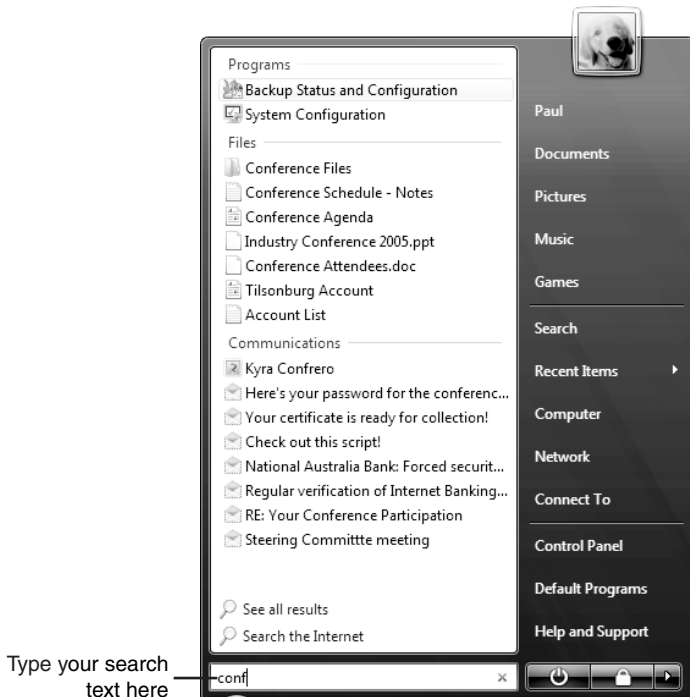 Programs
Backup Status and Configuration
System Configuration
Files
Conference Files
Conference Schedule - Notes
Conference Agenda
Industry Conference 2005.ppt
Conference Attendees.doc
Tilsonburg Account
Account List
Communications
Kyra Confrero
Here's your password for the conferenc...
Your certificate is ready for collection!
Check out this script!
National Australia Bank: Forced securit...
Regular verification of Internet Banking...
RE: Your Conference Participation
Steering Committte meeting
See all results
Search the Internet
conf
Paul
Documents
Pictures
Music
Games
Search
Recent Items
Computer
Network
Connect To
Control Panel
Default Programs
Help and Support
Type your search
text here